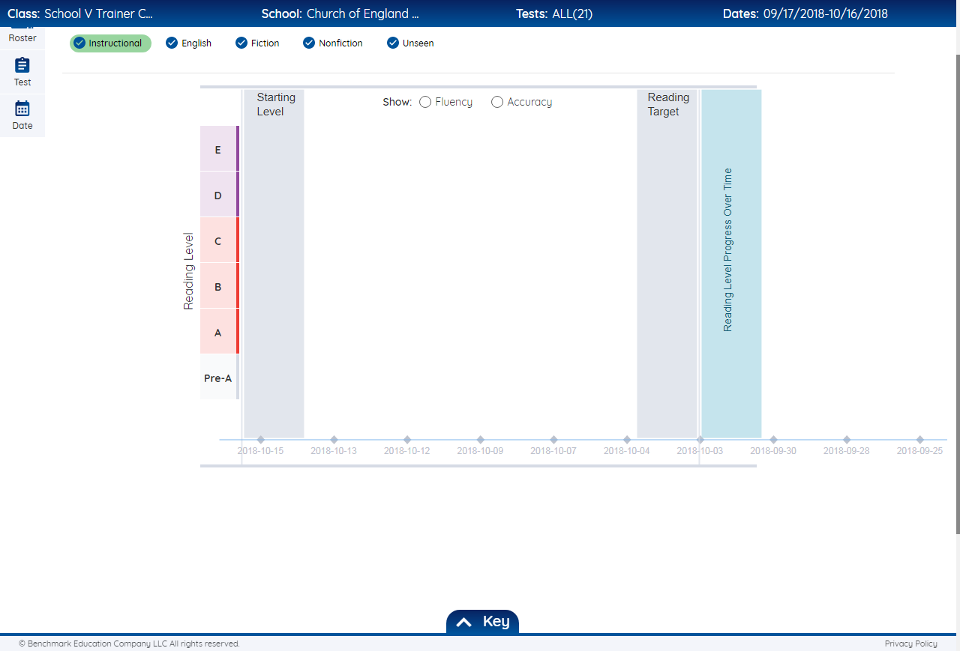 Class: School V Trainer C... School: Church of England ... Tests: ALL(21) Dates: 09/17/2018-10/16/2018
Roster
Instructional English Fiction Nonfiction Unseen
Test
Date
Starting Level
Show: Fluency Accuracy
Reading Target
Reading Level
E
D
C
B
A
Pre-A
Reading Level Progress Over Time
2018-10-15 2018-10-13 2018-10-12 2018-10-09 2018-10-07 2018-10-04 2018-10-03 2018-09-30 2018-09-28 2018-09-25
Key
© Benchmark Education Company LLC All rights reserved. Privacy Policy